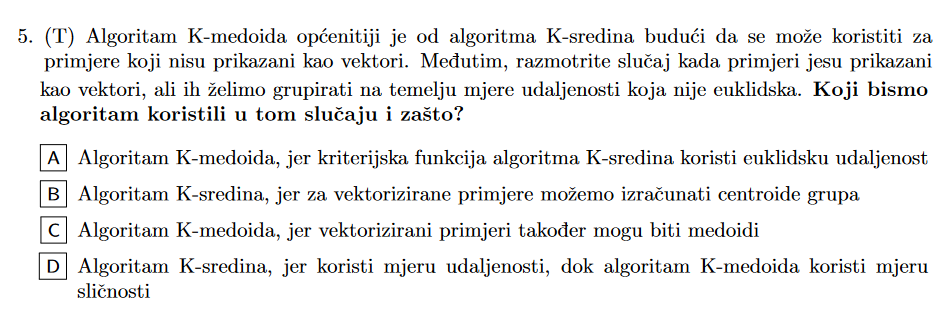 5. (T) Algoritam K-medoida općenitiji je od algoritma K-sredina budući da se može koristiti za
primjere koji nisu prikazani kao vektori. Međutim, razmotrite slučaj kada primjeri jesu prikazani
kao vektori, ali ih želimo grupirati na temelju mjere udaljenosti koja nije euklidska. Koji bismo
algoritam koristili u tom slučaju i zašto?
A Algoritam K-medoida, jer kriterijska funkcija algoritma K-sredina koristi euklidsku udaljenost
B Algoritam K-sredina, jer za vektorizirane primjere možemo izračunati centroide grupa
C Algoritam K-medoida, jer vektorizirani primjeri također mogu biti medoidi
D Algoritam K-sredina, jer koristi mjeru udaljenosti, dok algoritam K-medoida koristi mjeru
sličnosti